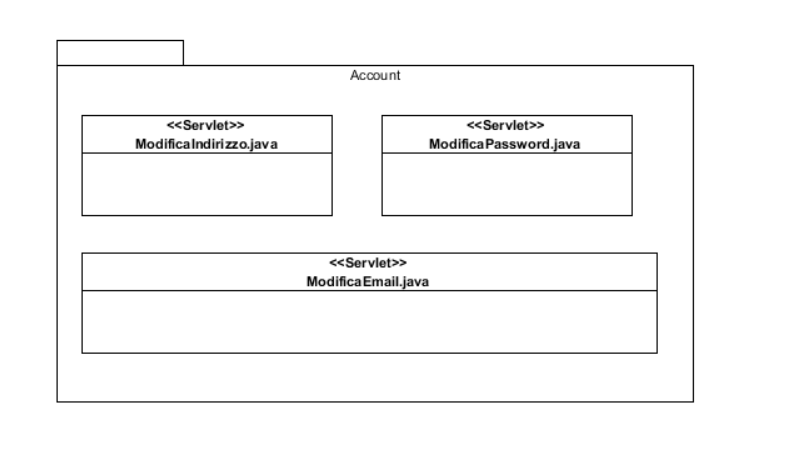 Account
<<Servlet>>
ModificaIndirizzo.java
<<Servlet>>
ModificaPassword.java
<<Servlet>>
ModificaEmail.java